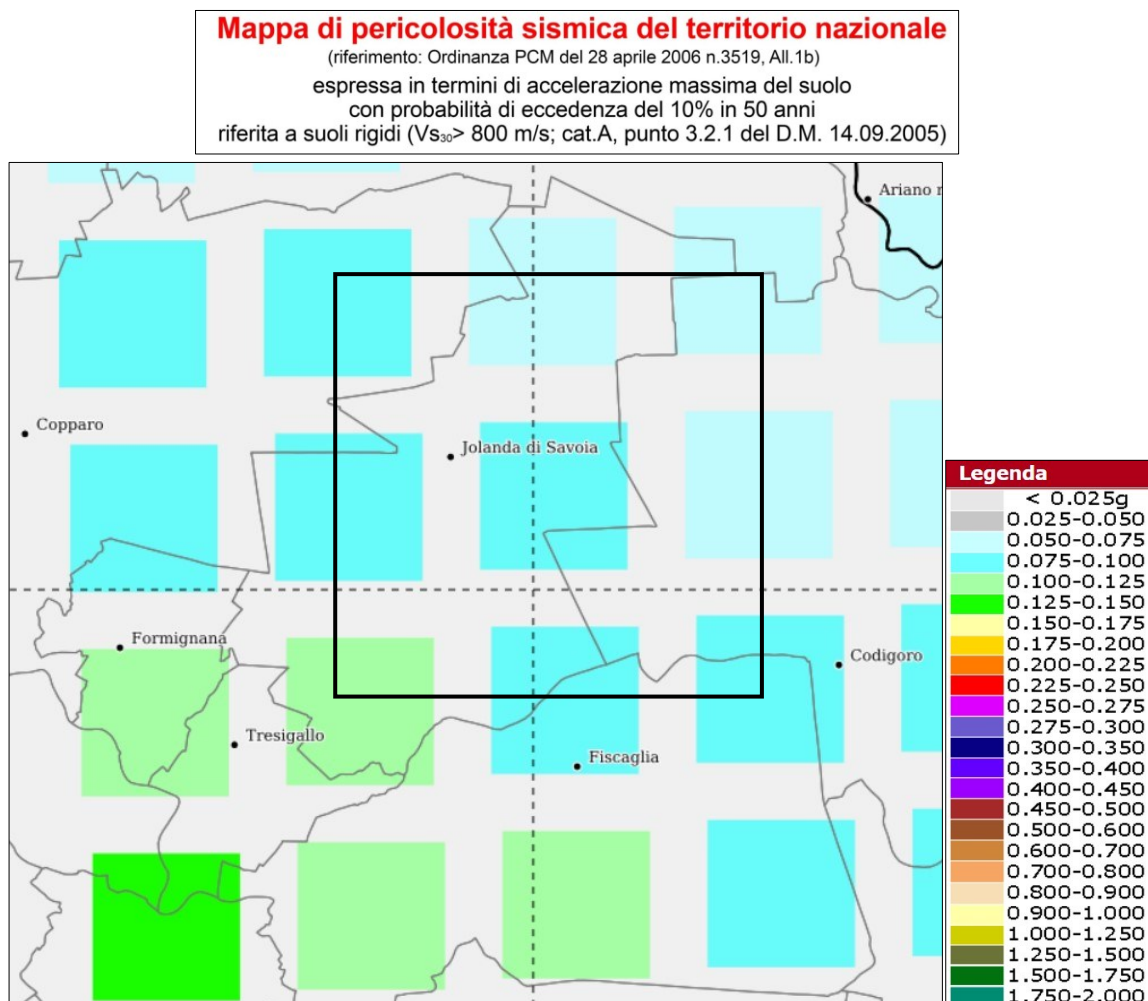 Mappa di pericolosità sismica del territorio nazionale
(riferimento: Ordinanza PCM del 28 aprile 2006 n.3519, All.1b)
espressa in termini di accelerazione massima del suolo
con probabilità di eccedenza del 10% in 50 anni
riferita a suoli rigidi (Vs₃₀> 800 m/s; cat.A, punto 3.2.1 del D.M. 14.09.2005)
Ariano r
Copparo
Jolanda di Savoia
Formignana
Codigoro
Tresigallo
Fiscaglia
Legenda
< 0.025g
0.025-0.050
0.050-0.075
0.075-0.100
0.100-0.125
0.125-0.150
0.150-0.175
0.175-0.200
0.200-0.225
0.225-0.250
0.250-0.275
0.275-0.300
0.300-0.350
0.350-0.400
0.400-0.450
0.450-0.500
0.500-0.600
0.600-0.700
0.700-0.800
0.800-0.900
0.900-1.000
1.000-1.250
1.250-1.500
1.500-1.750
1.750-2.000